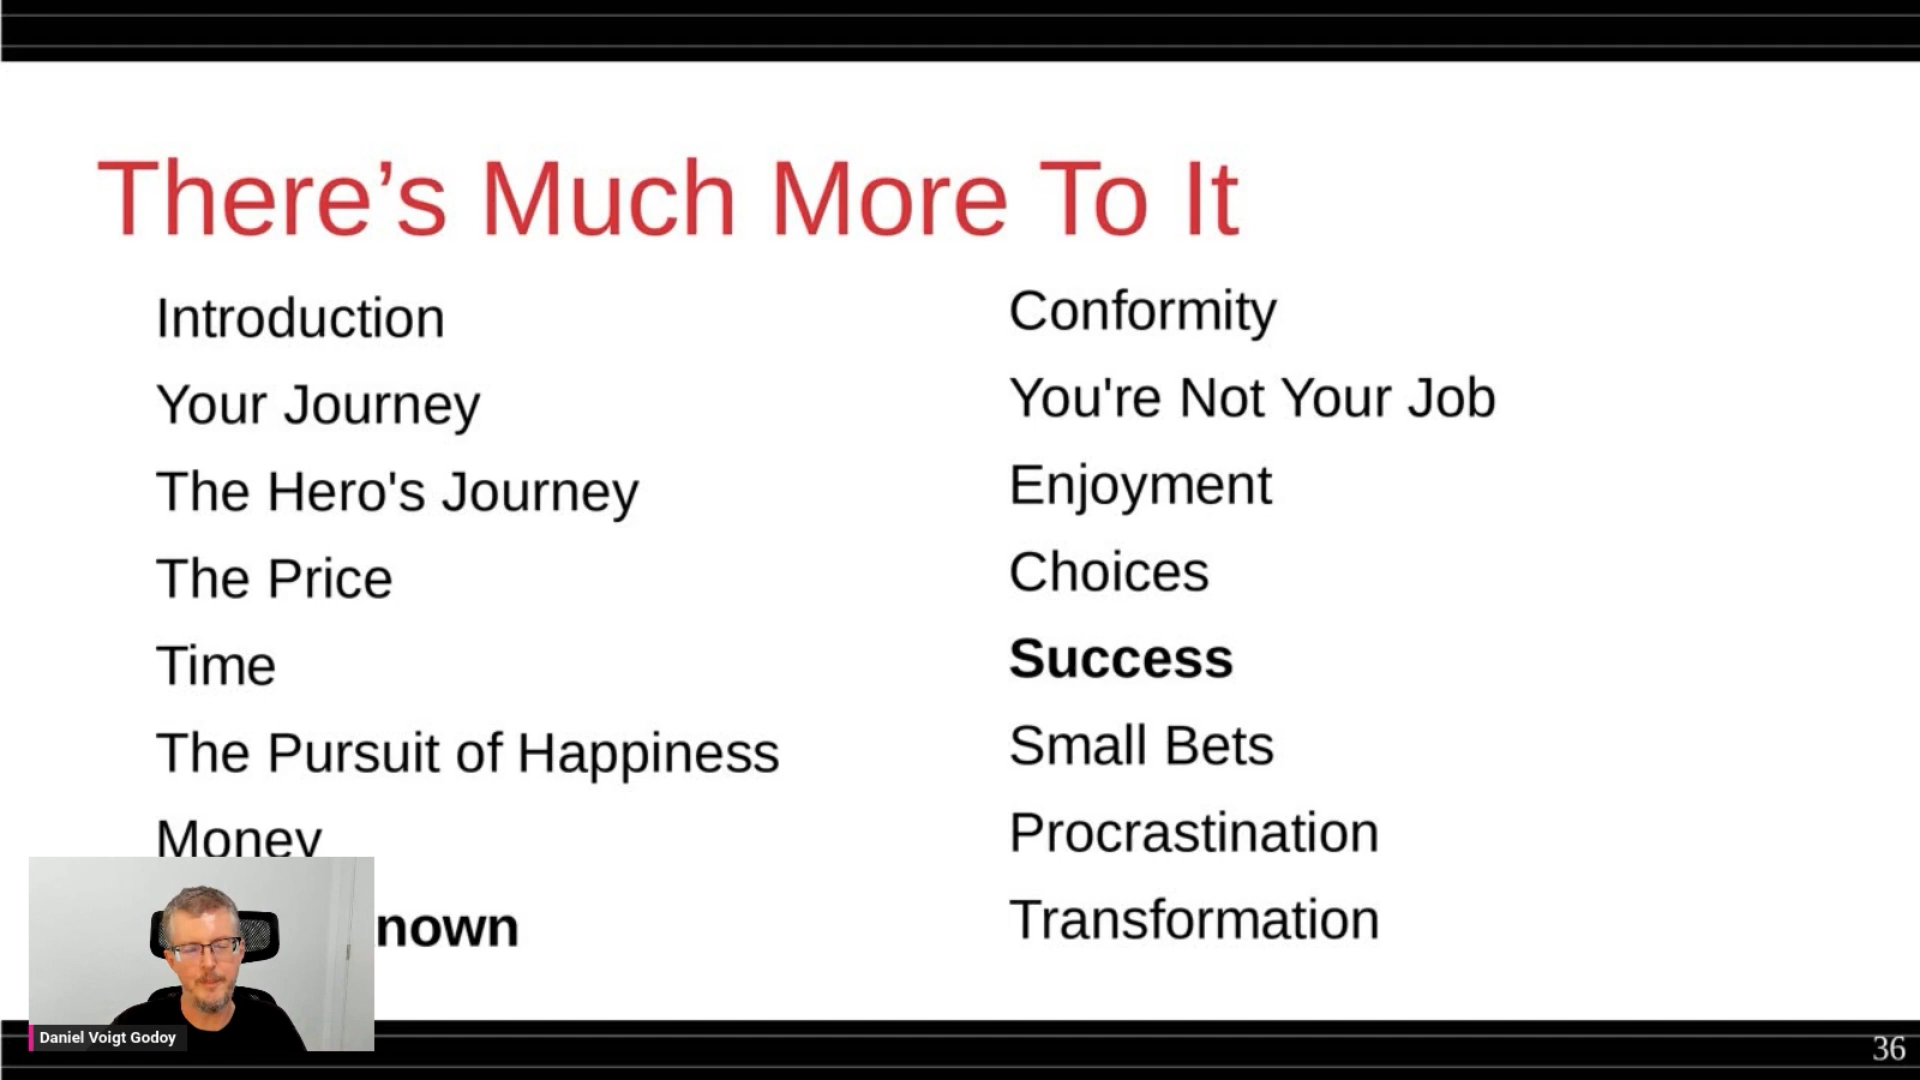 There’s Much More To It
Introduction
Your Journey
The Hero's Journey
The Price
Time
The Pursuit of Happiness
Money
Conformity
You're Not Your Job
Enjoyment
Choices
Success
Small Bets
Procrastination
Transformation
Daniel Voigt Godoy
36